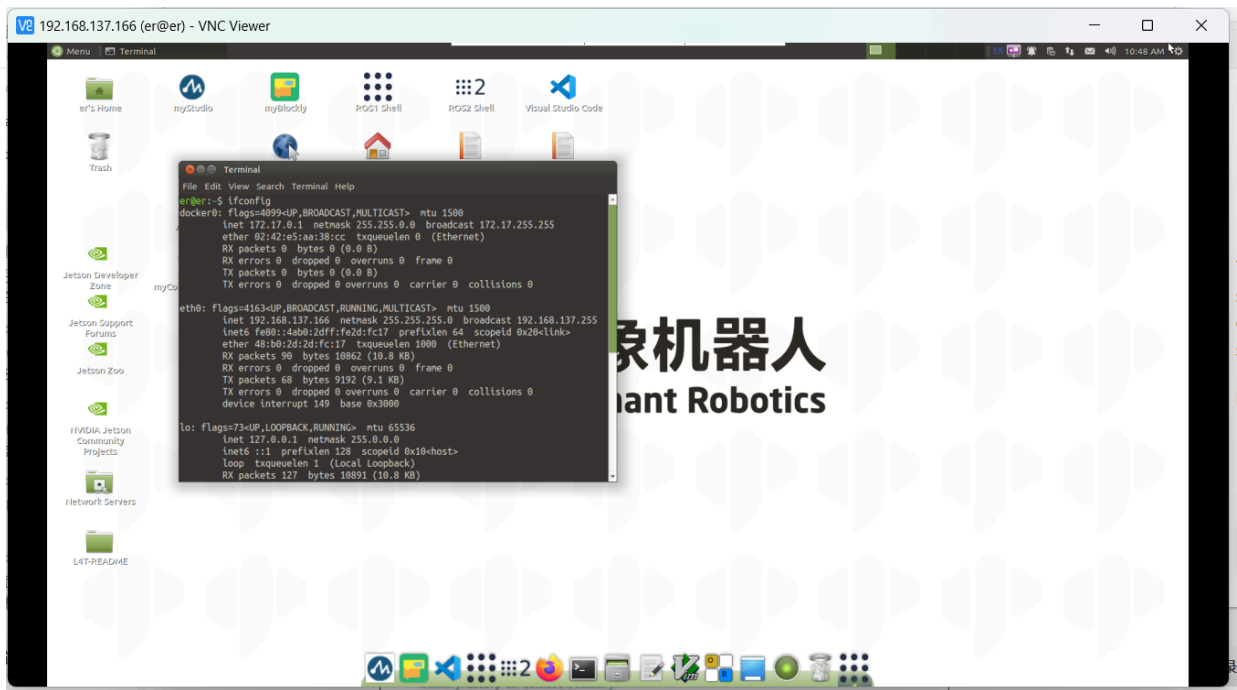 192.168.137.166 (er@er) - VNC Viewer
Menu Terminal
EN 10:48 AM
er's Home myStudio myBlockly ROS1 Shell ROS2 Shell Visual Studio Code
2
Trash
Terminal
File Edit View Search Terminal Help
er@er:~$ ifconfig
docker0: flags=4099<UP,BROADCAST,MULTICAST> mtu 1500
inet 172.17.0.1 netmask 255.255.0.0 broadcast 172.17.255.255
ether 02:42:e5:aa:38:cc txqueuelen 0 (Ethernet)
RX packets 0 bytes 0 (0.0 B)
RX errors 0 dropped 0 overruns 0 frame 0
TX packets 0 bytes 0 (0.0 B)
TX errors 0 dropped 0 overruns 0 carrier 0 collisions 0
eth0: flags=4163<UP,BROADCAST,RUNNING,MULTICAST> mtu 1500
inet 192.168.137.166 netmask 255.255.255.0 broadcast 192.168.137.255
inet6 fe80::4ab0:2dff:fe2d:fc17 prefixlen 64 scopeid 0x20<link>
ether 48:b0:2d:2d:fc:17 txqueuelen 1000 (Ethernet)
RX packets 90 bytes 10862 (10.8 KB)
RX errors 0 dropped 0 overruns 0 frame 0
TX packets 68 bytes 9192 (9.1 KB)
TX errors 0 dropped 0 overruns 0 carrier 0 collisions 0
device interrupt 149 base 0x3000
lo: flags=73<UP,LOOPBACK,RUNNING> mtu 65536
inet 127.0.0.1 netmask 255.0.0.0
inet6 ::1 prefixlen 128 scopeid 0x10<host>
loop txqueuelen 1 (Local Loopback)
RX packets 127 bytes 10891 (10.8 KB)
Jetson Developer
Zone
myCo
Jetson Support
Forums
Jetson Zoo
NVIDIA Jetson
Community
Projects
Network Servers
L4T-README
象机器人
hant Robotics
2